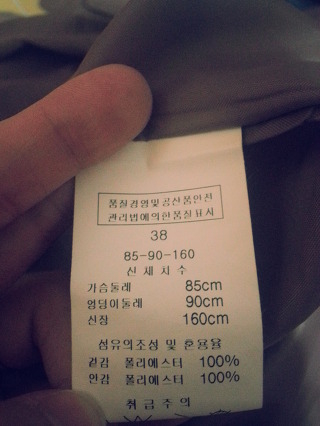 품질경영및공산품안전
관리법에의한품질표시
38
85-90-160
신체치수
가슴둘레 85cm
엉덩이둘레 90cm
신장 160cm
섬유의조성 및 혼용율
겉감 폴리에스터 100%
안감 폴리에스터 100%
취급주의